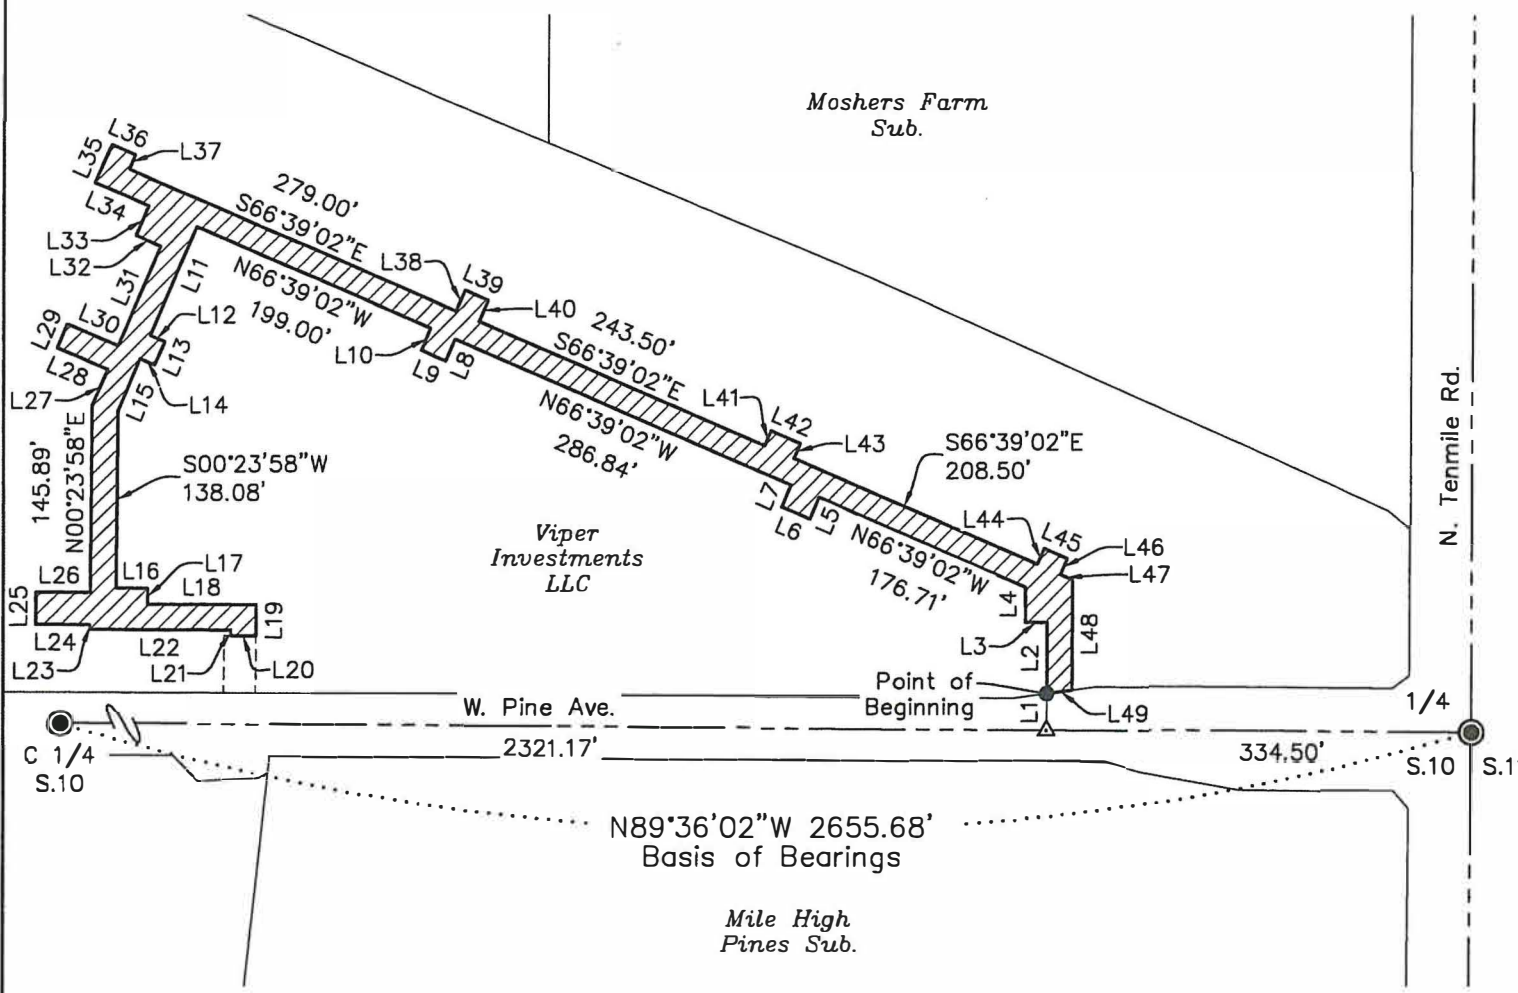 Moshers Farm
Sub.
L36
L37
L35
L34
L33
L32
279.00'
S66°39'02"E
N66°39'02"W
199.00'
L38
L39
L40
L31
L11
L30
L29
L12
L13
L28
L27
L15
L14
L10
L9
L8
243.50'
S66°39'02"E
N66°39'02"W
286.84'
L41
L42
L43
S66°39'02"E
208.50'
N. Tenmile Rd.
145.89'
N00°23'58"E
S00°23'58"W
138.08'
L7
L6
L5
N66°39'02"W
176.71'
L44
L45
L46
L47
Viper
Investments
LLC
L16
L17
L18
L19
L26
L25
L24
L23
L22
L21
L20
L4
L3
L2
L48
Point of
Beginning
L1
L49
W. Pine Ave.
1/4
C 1/4
S.10
2321.17'
334.50'
S.10
N89°36'02"W 2655.68'
Basis of Bearings
Mile High
Pines Sub.